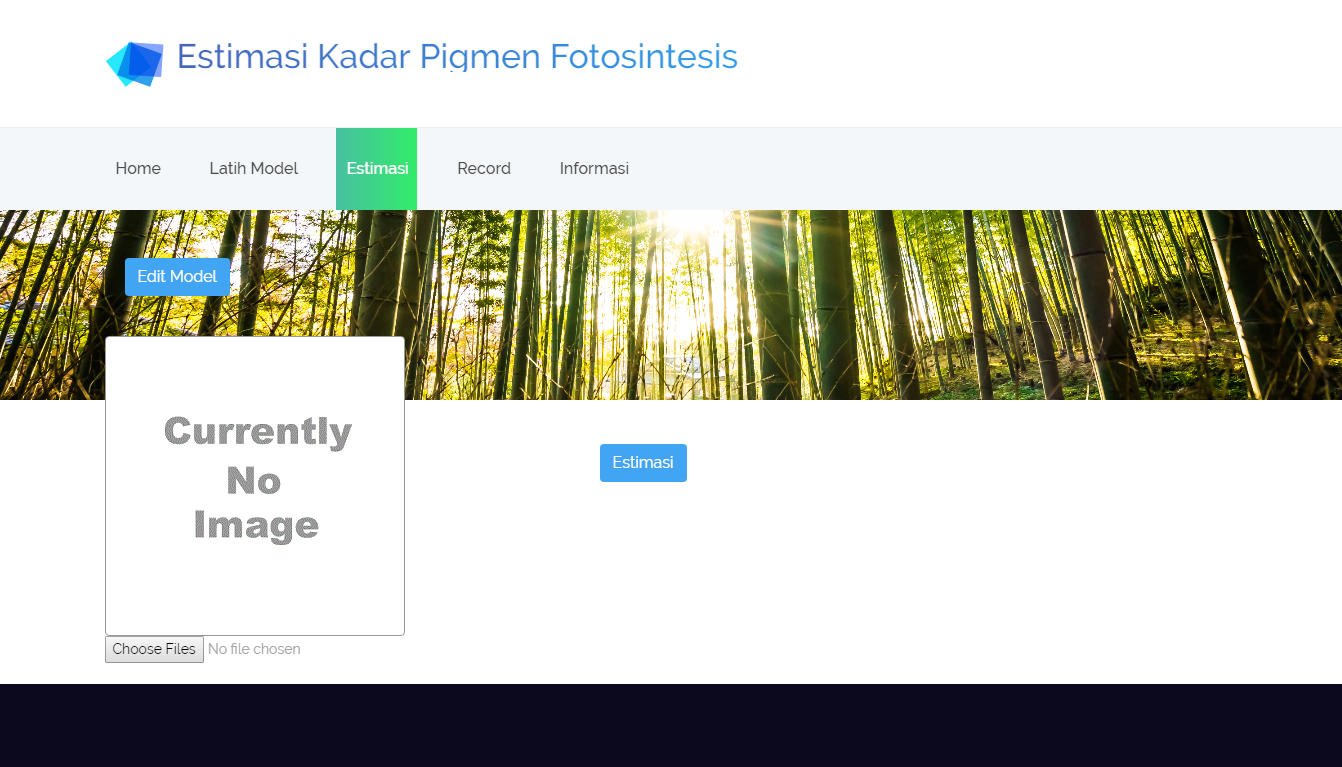 Estimasi Kadar Pigmen Fotosintesis
Home Latih Model Estimasi Record Informasi
Edit Model
Currently
No
Image
Estimasi
Choose Files No file chosen